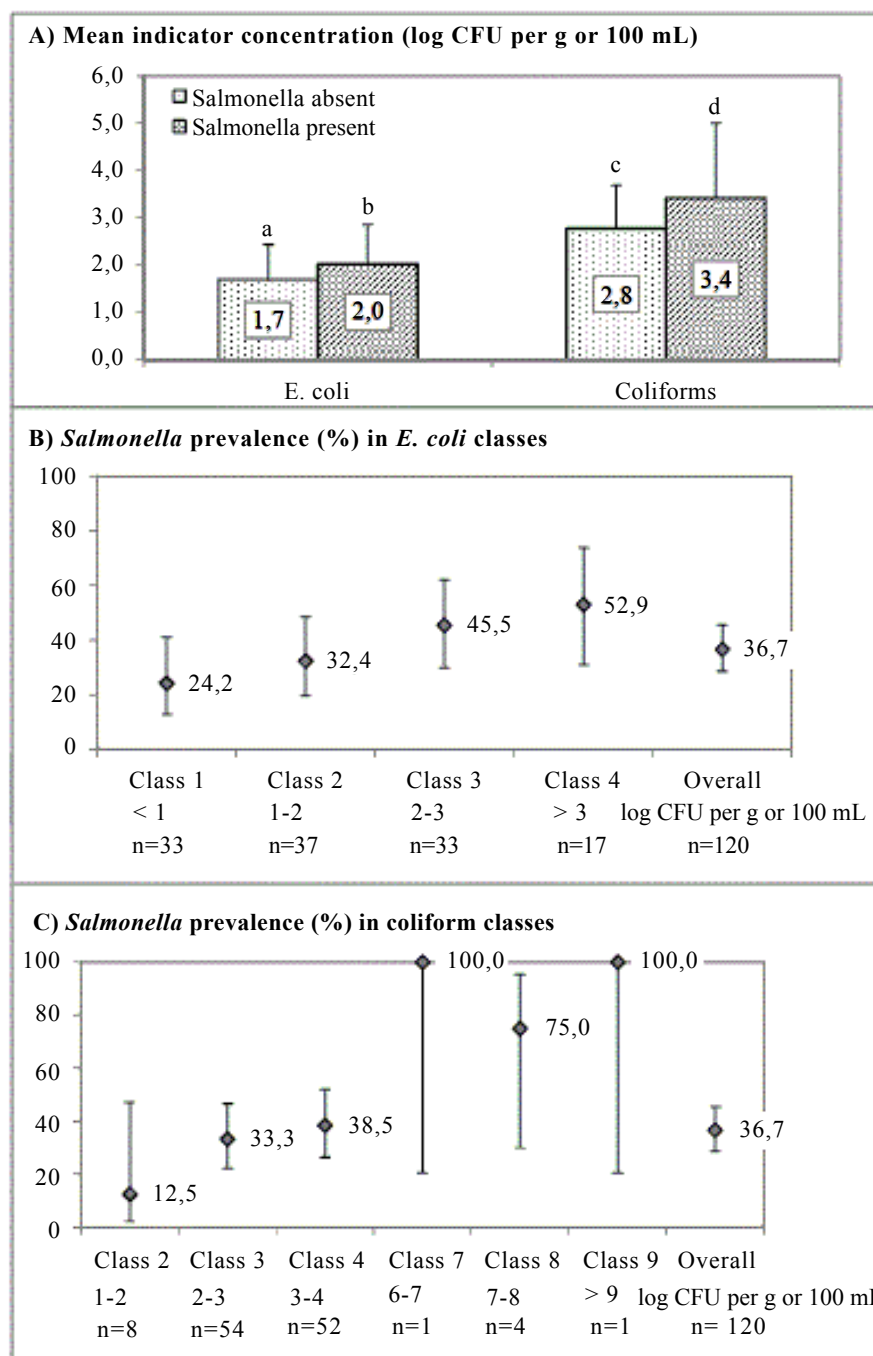 A) Mean indicator concentration (log CFU per g or 100 mL)
6,0
5,0
4,0
3,0
2,0
1,0
0,0
Salmonella absent
Salmonella present
a
b
c
d
1,7
2,0
2,8
3,4
E. coli
Coliforms
B) Salmonella prevalence (%) in E. coli classes
100
80
60
40
20
0
24,2
32,4
45,5
52,9
36,7
Class 1 Class 2 Class 3 Class 4 Overall
< 1 1-2 2-3 > 3 log CFU per g or 100 mL
n=33 n=37 n=33 n=17 n=120
C) Salmonella prevalence (%) in coliform classes
100
80
60
40
20
0
12,5
33,3
38,5
100,0
75,0
100,0
36,7
Class 2 Class 3 Class 4 Class 7 Class 8 Class 9 Overall
1-2 2-3 3-4 6-7 7-8 > 9 log CFU per g or 100 m
n=8 n=54 n=52 n=1 n=4 n=1 n= 120